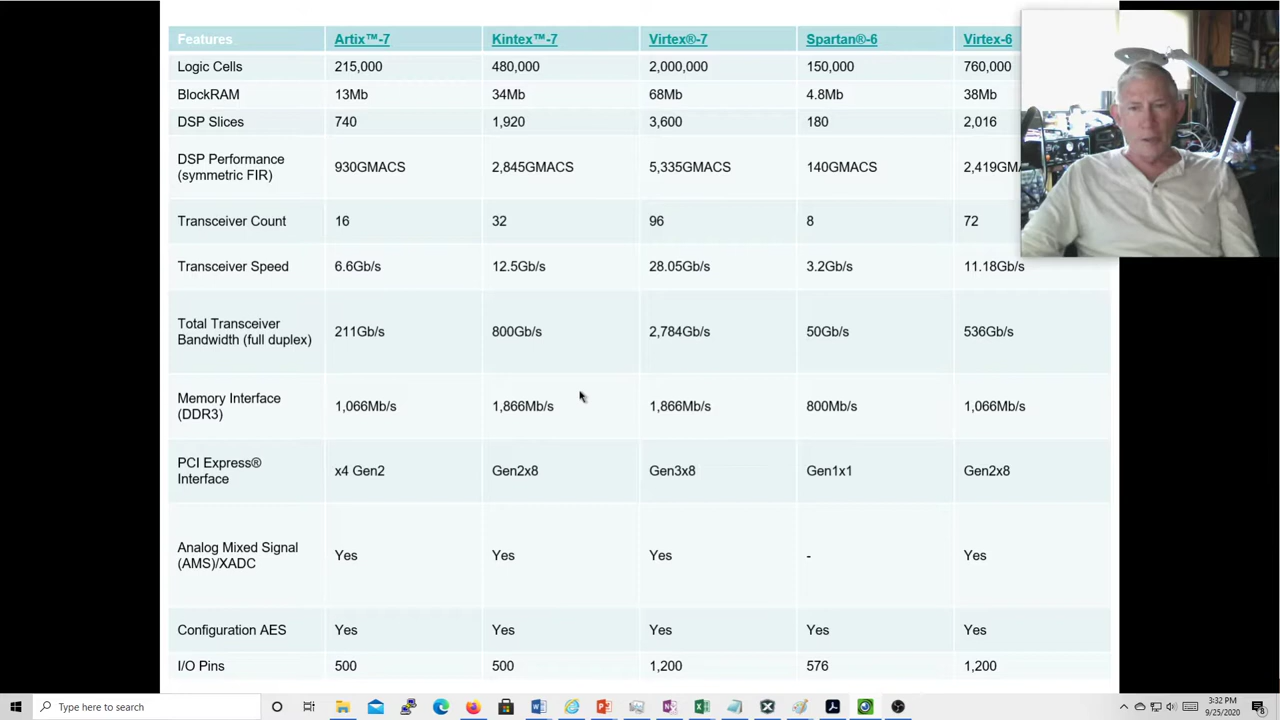 Features Artix™-7 Kintex™-7 Virtex®-7 Spartan®-6 Virtex-6
Logic Cells 215,000 480,000 2,000,000 150,000 760,000
BlockRAM 13Mb 34Mb 68Mb 4.8Mb 38Mb
DSP Slices 740 1,920 3,600 180 2,016
DSP Performance
(symmetric FIR) 930GMACS 2,845GMACS 5,335GMACS 140GMACS 2,419GMA
Transceiver Count 16 32 96 8 72
Transceiver Speed 6.6Gb/s 12.5Gb/s 28.05Gb/s 3.2Gb/s 11.18Gb/s
Total Transceiver
Bandwidth (full duplex) 211Gb/s 800Gb/s 2,784Gb/s 50Gb/s 536Gb/s
Memory Interface
(DDR3) 1,066Mb/s 1,866Mb/s 1,866Mb/s 800Mb/s 1,066Mb/s
PCI Express®
Interface x4 Gen2 Gen2x8 Gen3x8 Gen1x1 Gen2x8
Analog Mixed Signal
(AMS)/XADC Yes Yes Yes - Yes
Configuration AES Yes Yes Yes Yes Yes
I/O Pins 500 500 1,200 576 1,200
Type here to search
3:32 PM
9/25/2020